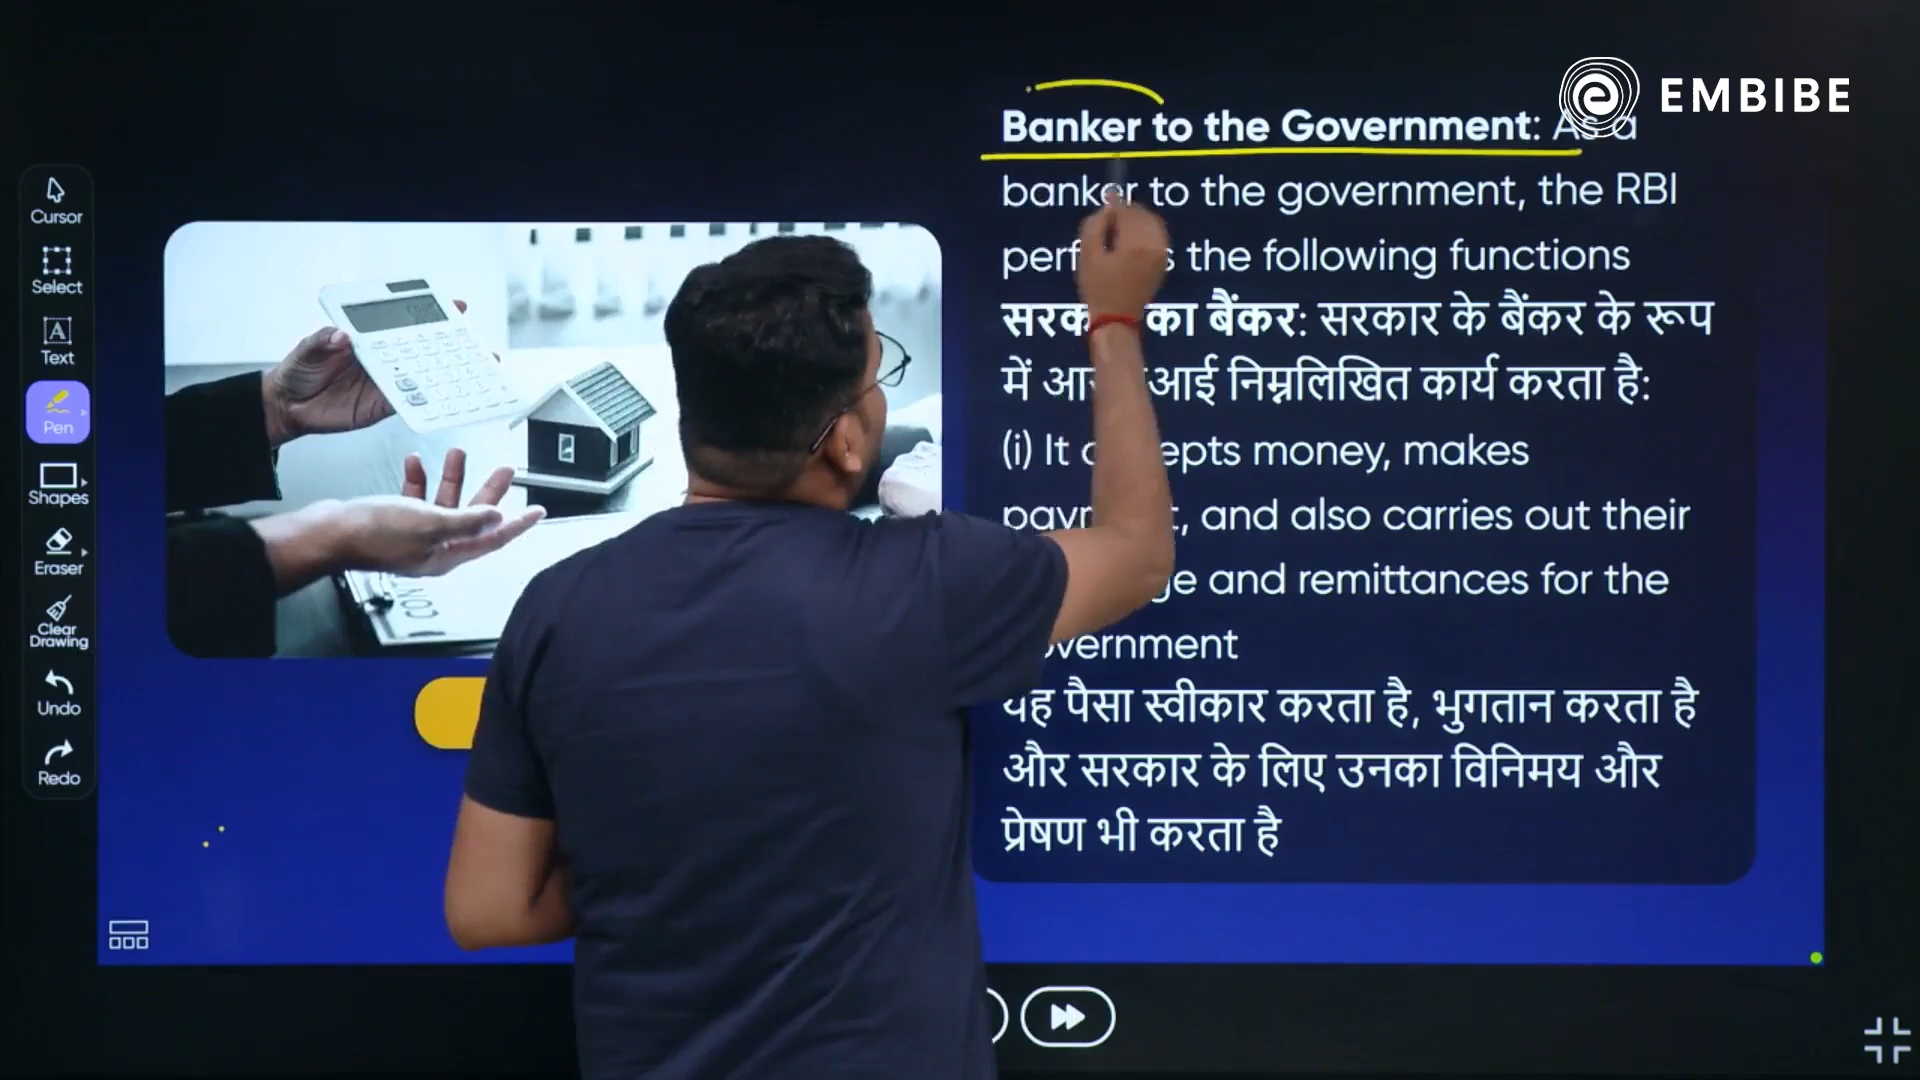 EMBIBE
Banker to the Government: As a
banker to the government, the RBI
the following functions
का बैंकर: सरकार के बैंकर के रूप
में निम्नलिखित कार्य करता है:
(i) It money, makes
and also carries out their
and remittances for the
यह पैसा स्वीकार करता है, भुगतान करता है
और सरकार के लिए उनका विनिमय और
प्रेषण भी करता है
Cursor
Select
Text
Pen
Shapes
Eraser
Clear
Drawing
Undo
Redo